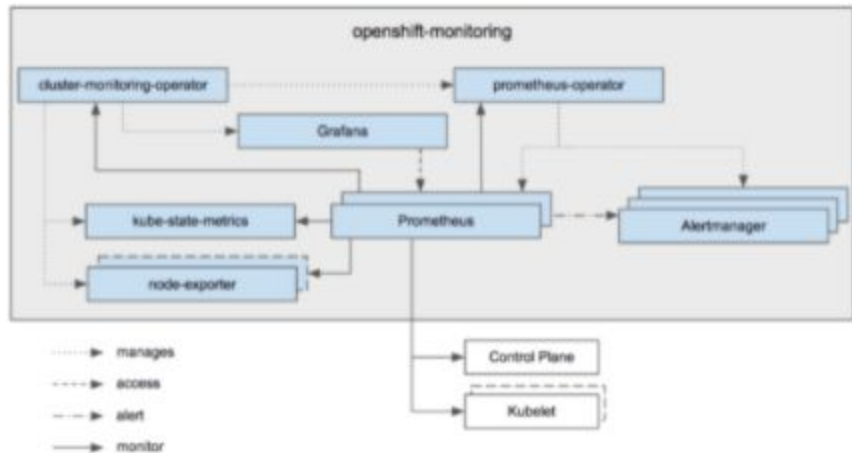 openshift-monitoring
cluster-monitoring-operator
prometheus-operator
Grafana
kube-state-metrics
Prometheus
Alertmanager
node-exporter
Control Plane
Kubelet
manages
access
alert
monitor